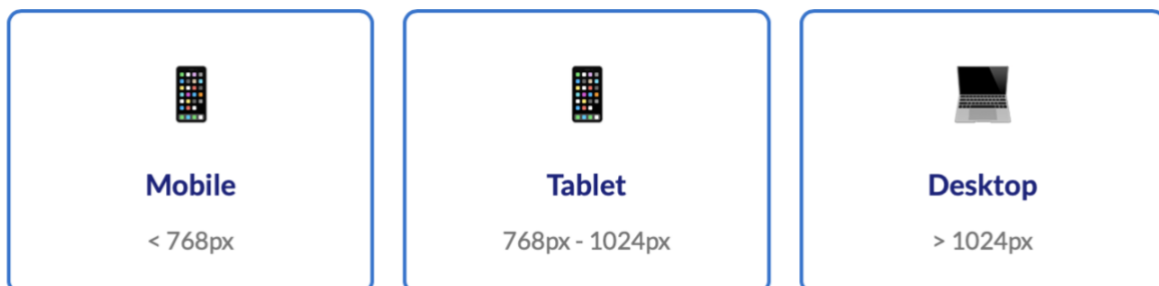 Mobile
< 768px
Tablet
768px - 1024px
Desktop
> 1024px